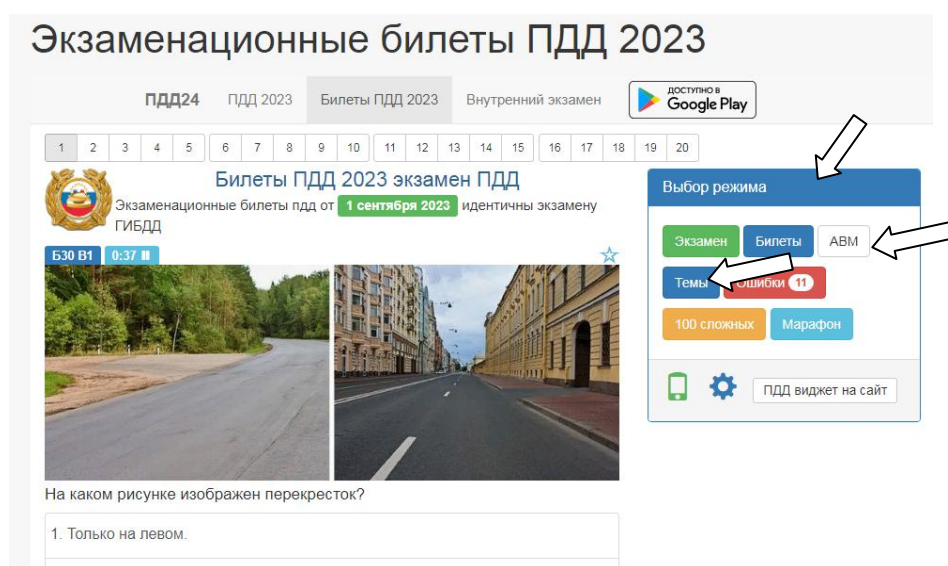 Экзаменационные билеты ПДД 2023
ПДД24 ПДД 2023 Билеты ПДД 2023 Внутренний экзамен ДОСТУПНО В Google Play
1 2 3 4 5 6 7 8 9 10 11 12 13 14 15 16 17 18 19 20
Билеты ПДД 2023 экзамен ПДД
Экзаменационные билеты пдд от 1 сентября 2023 идентичны экзамену
ГИБДД
Б30 В1 0:37
На каком рисунке изображен перекресток?
1. Только на левом.
Выбор режима
Экзамен Билеты АВМ
Темы Ошибки 11
100 сложных Марафон
ПДД виджет на сайт